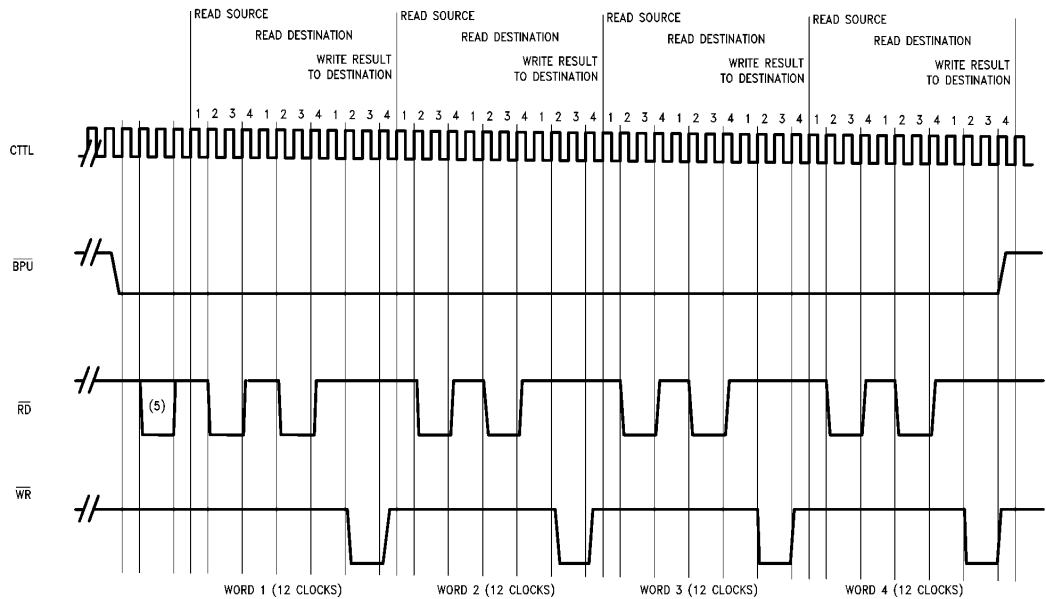 READ SOURCE READ SOURCE READ SOURCE READ SOURCE
READ DESTINATION READ DESTINATION READ DESTINATION READ DESTINATION
WRITE RESULT TO DESTINATION
WRITE RESULT TO DESTINATION
WRITE RESULT TO DESTINATION
WRITE RESULT TO DESTINATION
1 2 3 4 1 2 3 4 1 2 3 4 1 2 3 4 1 2 3 4 1 2 3 4 1 2 3 4 1 2 3 4 1 2 3 4 1 2 3 4 1 2 3 4 1 2 3 4
CTTL
BPU
RD
(5)
WR
WORD 1 (12 CLOCKS) WORD 2 (12 CLOCKS) WORD 3 (12 CLOCKS) WORD 4 (12 CLOCKS)